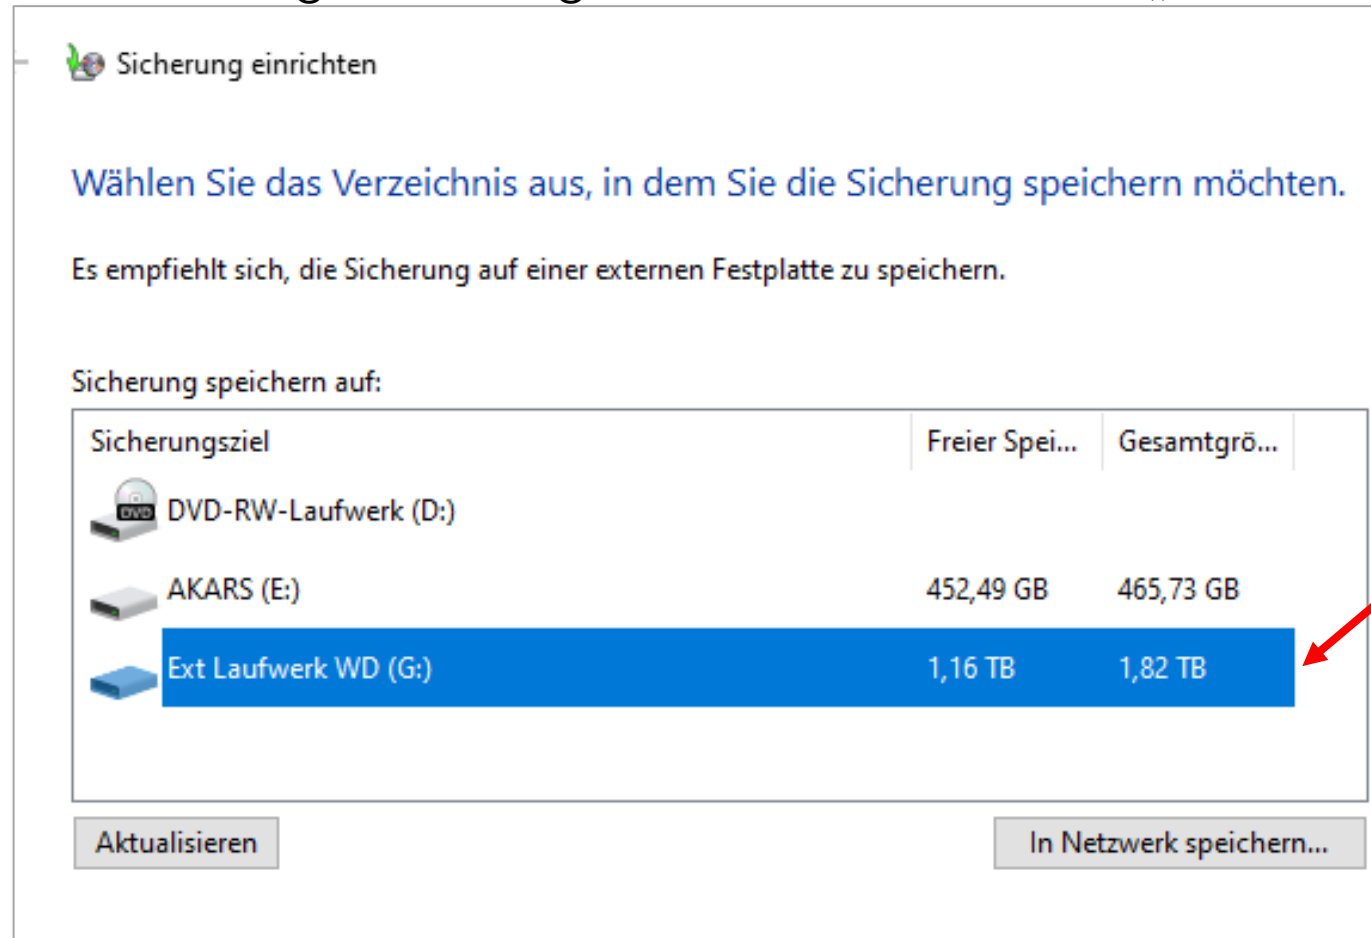 Sicherung einrichten
Wählen Sie das Verzeichnis aus, in dem Sie die Sicherung speichern möchten.
Es empfiehlt sich, die Sicherung auf einer externen Festplatte zu speichern.
Sicherung speichern auf:
Sicherungsziel Freier Spei... Gesamtgrö...
DVD DVD-RW-Laufwerk (D:)
AKARS (E:) 452,49 GB 465,73 GB
Ext Laufwerk WD (G:) 1,16 TB 1,82 TB
Aktualisieren In Netzwerk speichern...